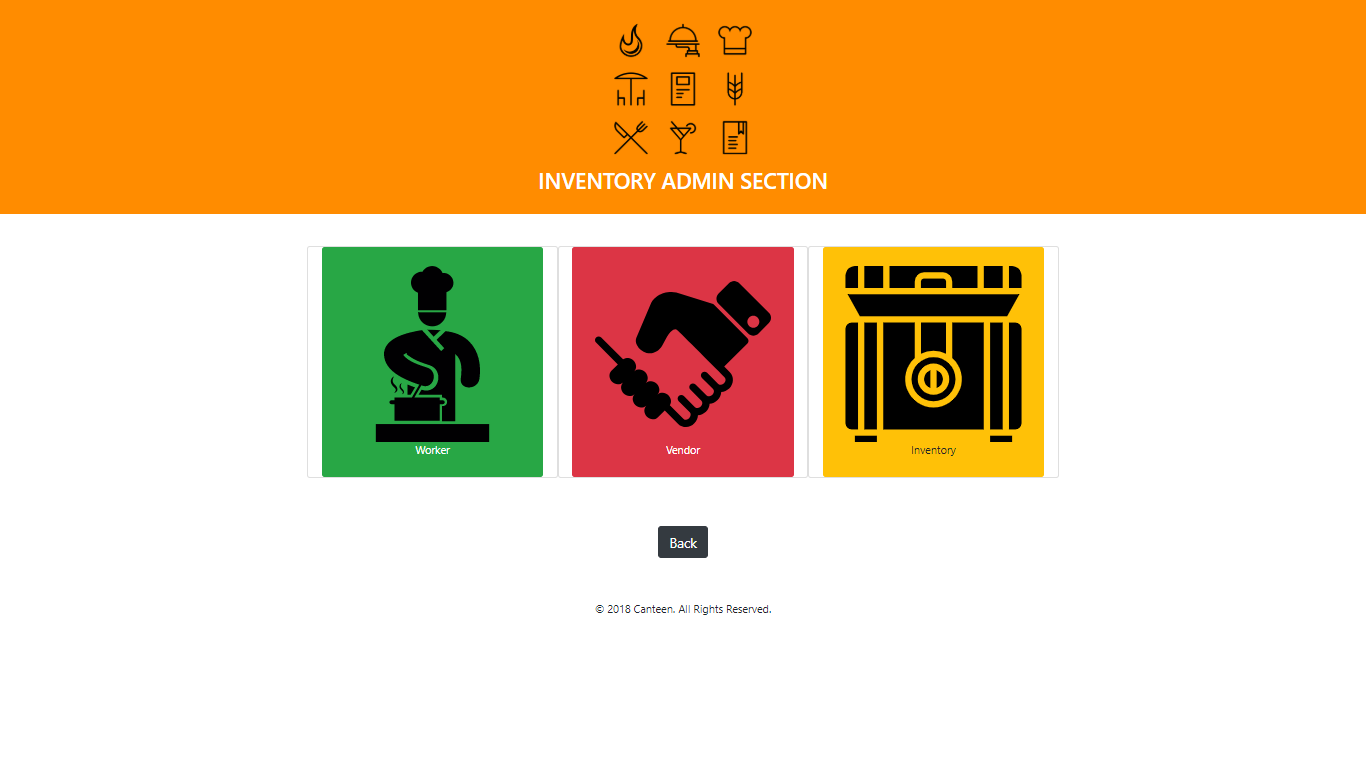 INVENTORY ADMIN SECTION
Worker
Vendor
Inventory
Back
© 2018 Canteen. All Rights Reserved.